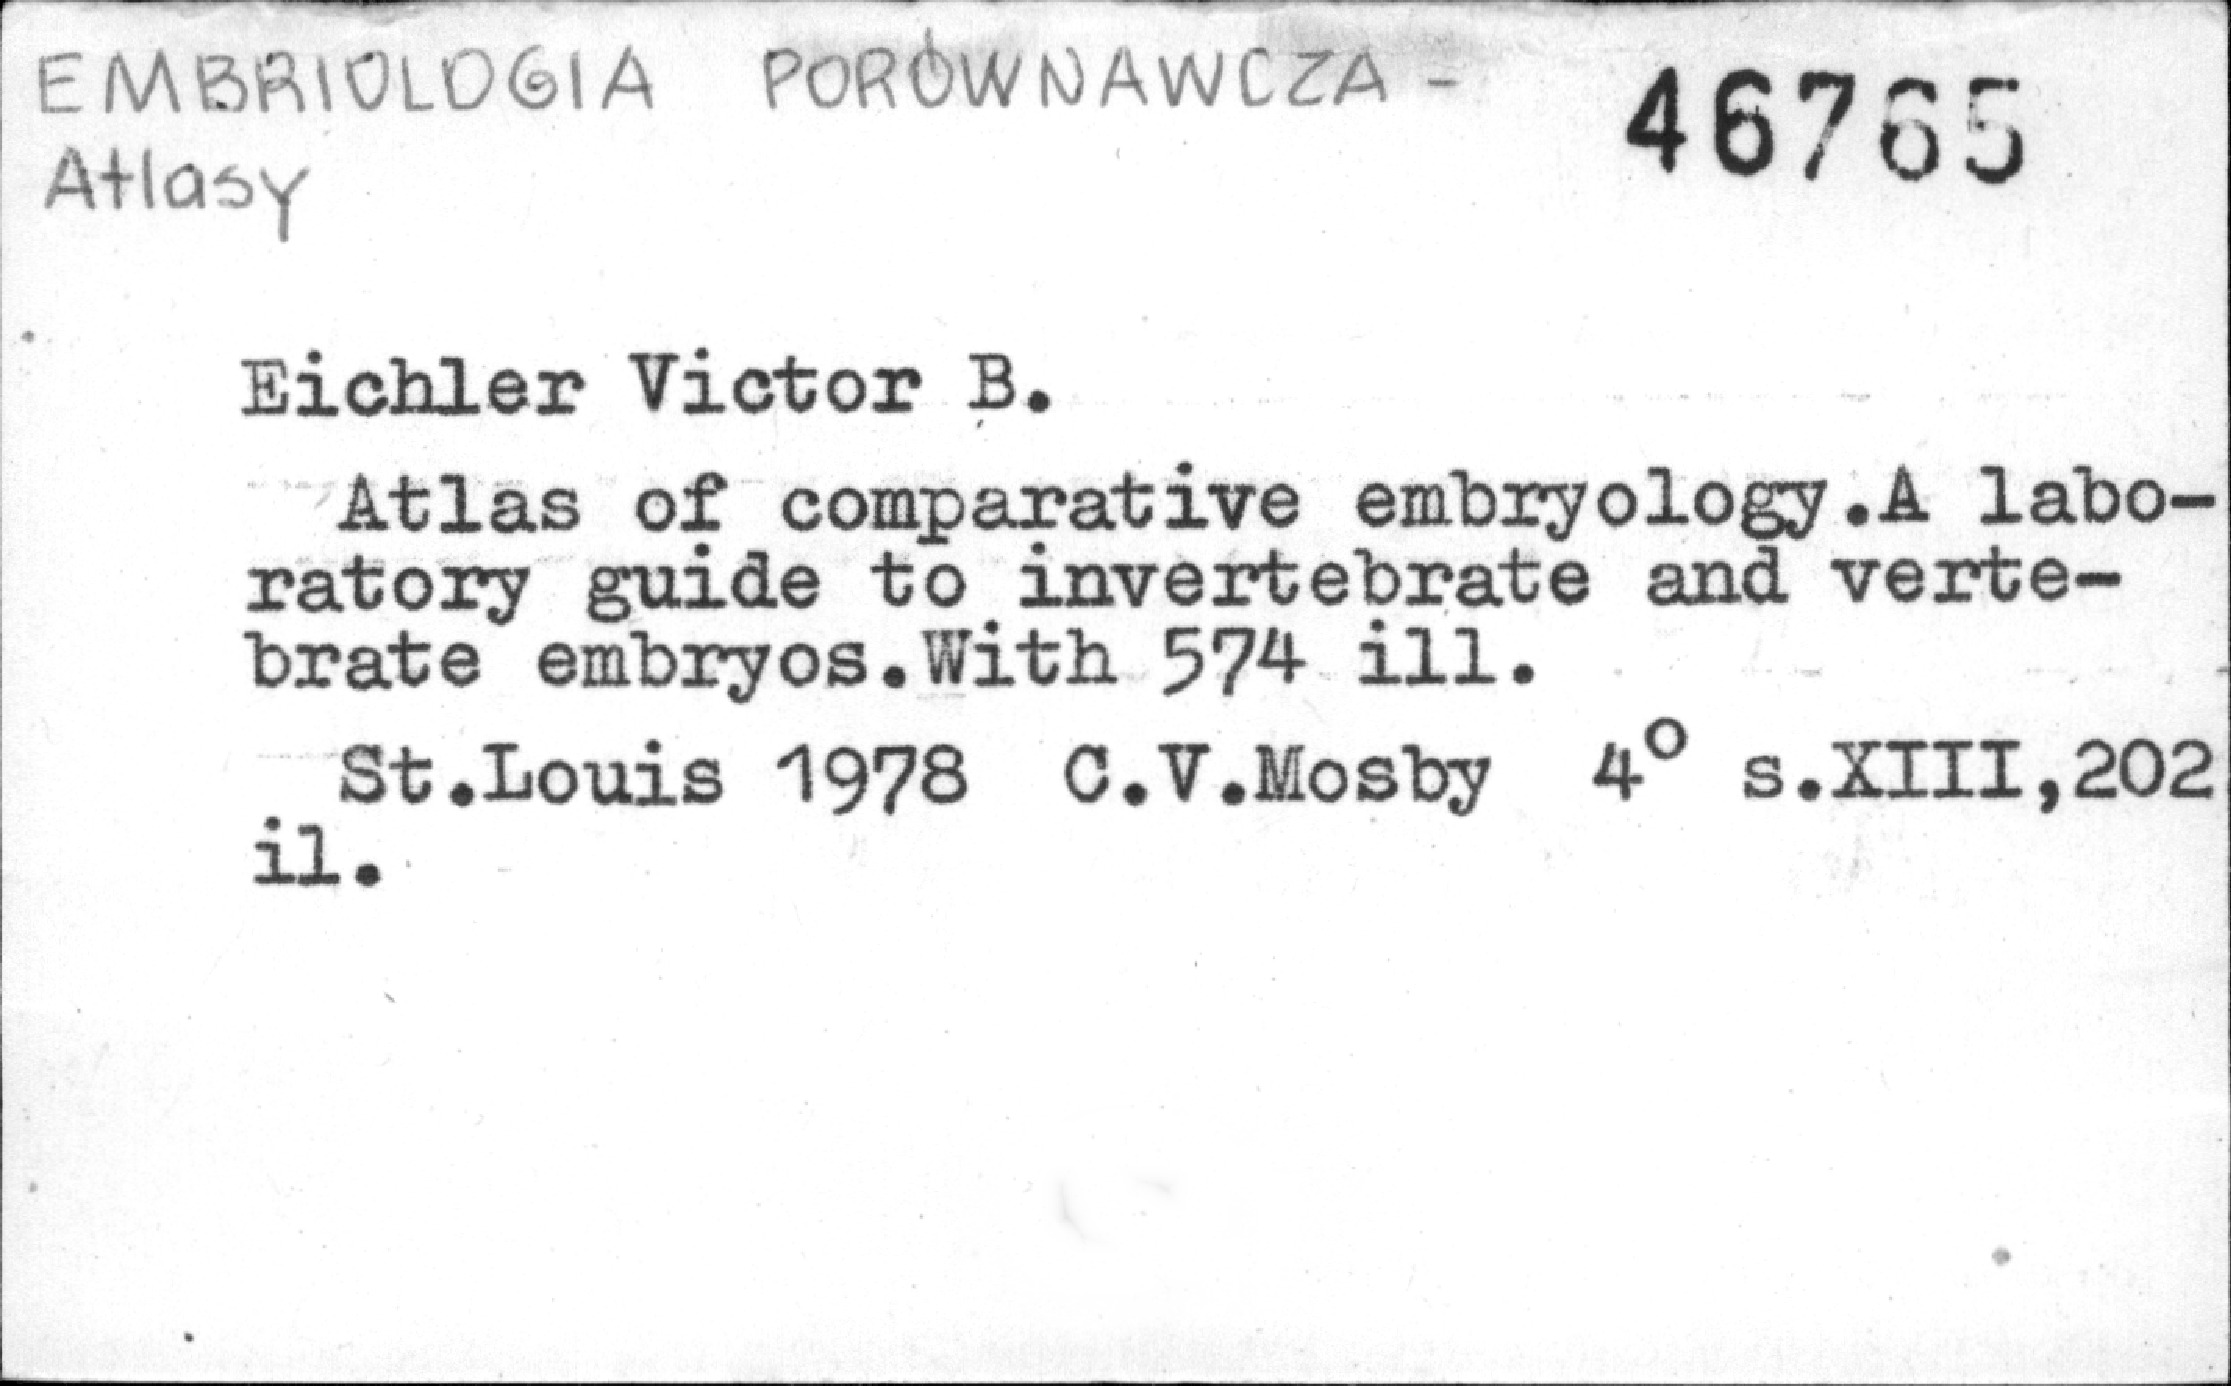 EMBRIOLOGIA PORÓWNAWCZA -
46765
Atlasy
Eichler Victor B.
Atlas of comparative embryology.A labo-
ratory guide to invertebrate and verte-
brate embryos.With 574 ill.
St.Louis 1978 C.V.Mosby 4° s.XIII,202
il.